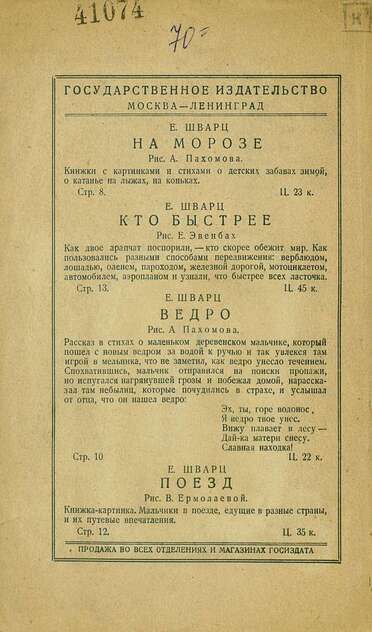 41074
70=
ГОСУДАРСТВЕННОЕ ИЗДАТЕЛЬСТВО
МОСКВА—ЛЕНИНГРАД
Е. ШВАРЦ
НА МОРОЗЕ
Рис. А. Пахомова.
Книжки с картинками и стихами о детских забавах зимой,
о катанье на лыжах, на коньках.
Стр. 8. Ц. 23 к.
Е. ШВАРЦ
КТО БЫСТРЕЕ
Рис. Е. Эвенбах
Как двое арапчат поспорили,—кто скорее обежит мир. Как
пользовались разными способами передвижения: верблюдом,
лошадью, оленем, пароходом, железной дорогой, мотоциклетом,
автомобилем, аэропланом и узнали, что быстрее всех ласточка.
Стр. 13. Ц. 45 к.
Е. ШВАРЦ
ВЕДРО
Рис. А Пахомова.
Рассказ в стихах о маленьком деревенском мальчике, который
пошел с новым ведром за водой к ручью и так увлекся там
игрой в мельника, что не заметил, как ведро унесло течением.
Спохватившись, мальчик отправился на поиски пропажи,
но испугался нагрянувшей грозы и побежал домой, нарасска-
зал там небылиц, которые почудились в страхе, и услышал
от отца, что он нашел ведро:
Эх, ты, горе водонос,
Я ведро твое унес.
Вижу плавает в лесу—
Дай-ка матери снесу.
Славная находка!
Стр. 10 Ц. 22 к.
Е. ШВАРЦ
ПОЕЗД
Рис. В. Ермолаевой.
Книжка-картинка. Мальчики в поезде, едущие в разные страны,
и их путевые впечатления.
Стр. 12. Ц. 35 к.
ПРОДАЖА ВО ВСЕХ ОТДЕЛЕНИЯХ И МАГАЗИНАХ ГОСИЗДАТА